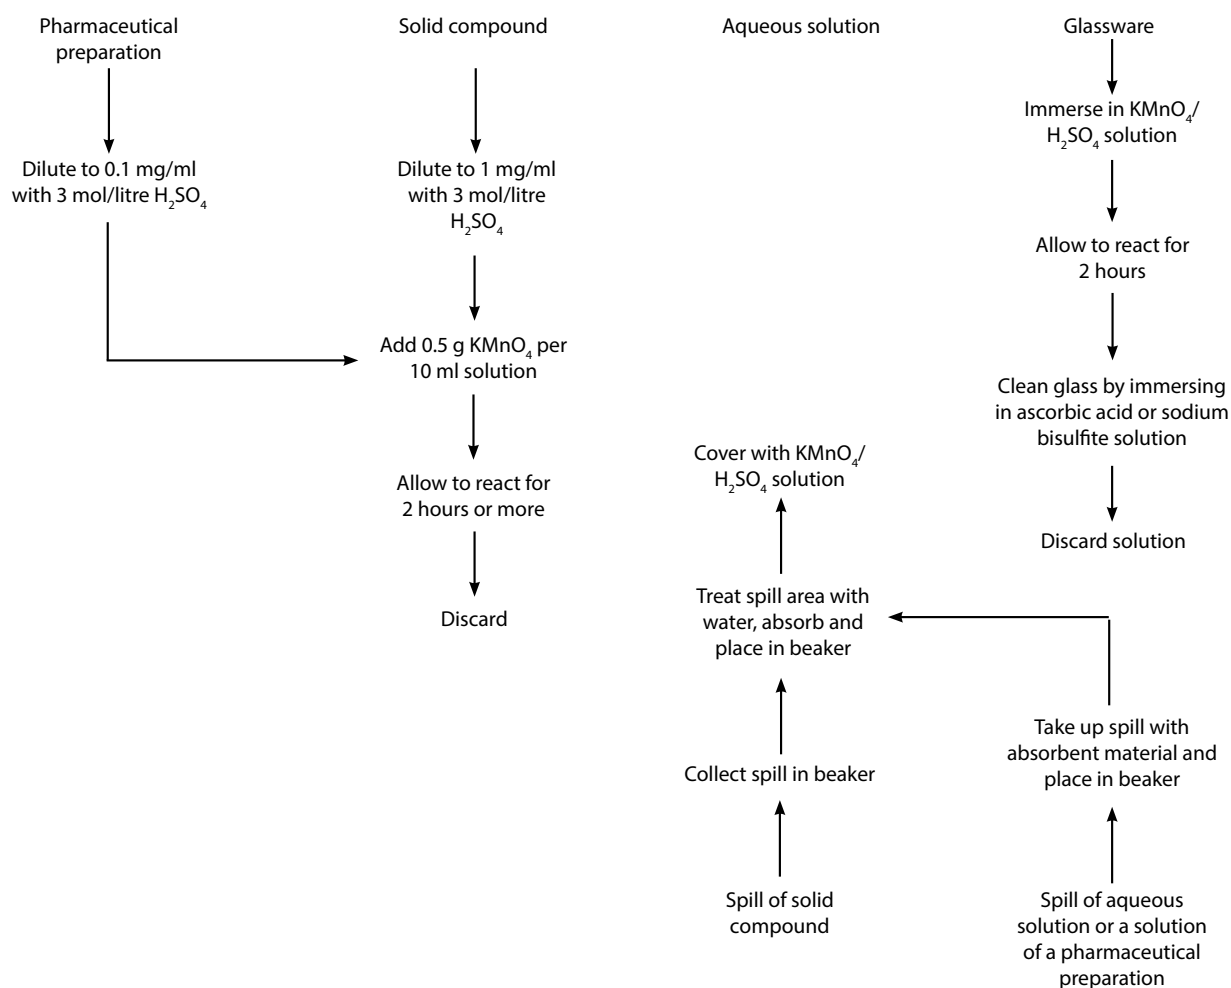 Pharmaceutical
preparation
Dilute to 0.1 mg/ml
with 3 mol/litre H₂SO₄
Solid compound
Dilute to 1 mg/ml
with 3 mol/litre
H₂SO₄
Add 0.5 g KMnO₄ per
10 ml solution
Allow to react for
2 hours or more
Discard
Aqueous solution
Cover with KMnO₄/
H₂SO₄ solution
Treat spill area with
water, absorb and
place in beaker
Collect spill in beaker
Spill of solid
compound
Glassware
Immerse in KMnO₄/
H₂SO₄ solution
Allow to react for
2 hours
Clean glass by immersing
in ascorbic acid or sodium
bisulfite solution
Discard solution
Take up spill with
absorbent material and
place in beaker
Spill of aqueous
solution or a solution
of a pharmaceutical
preparation